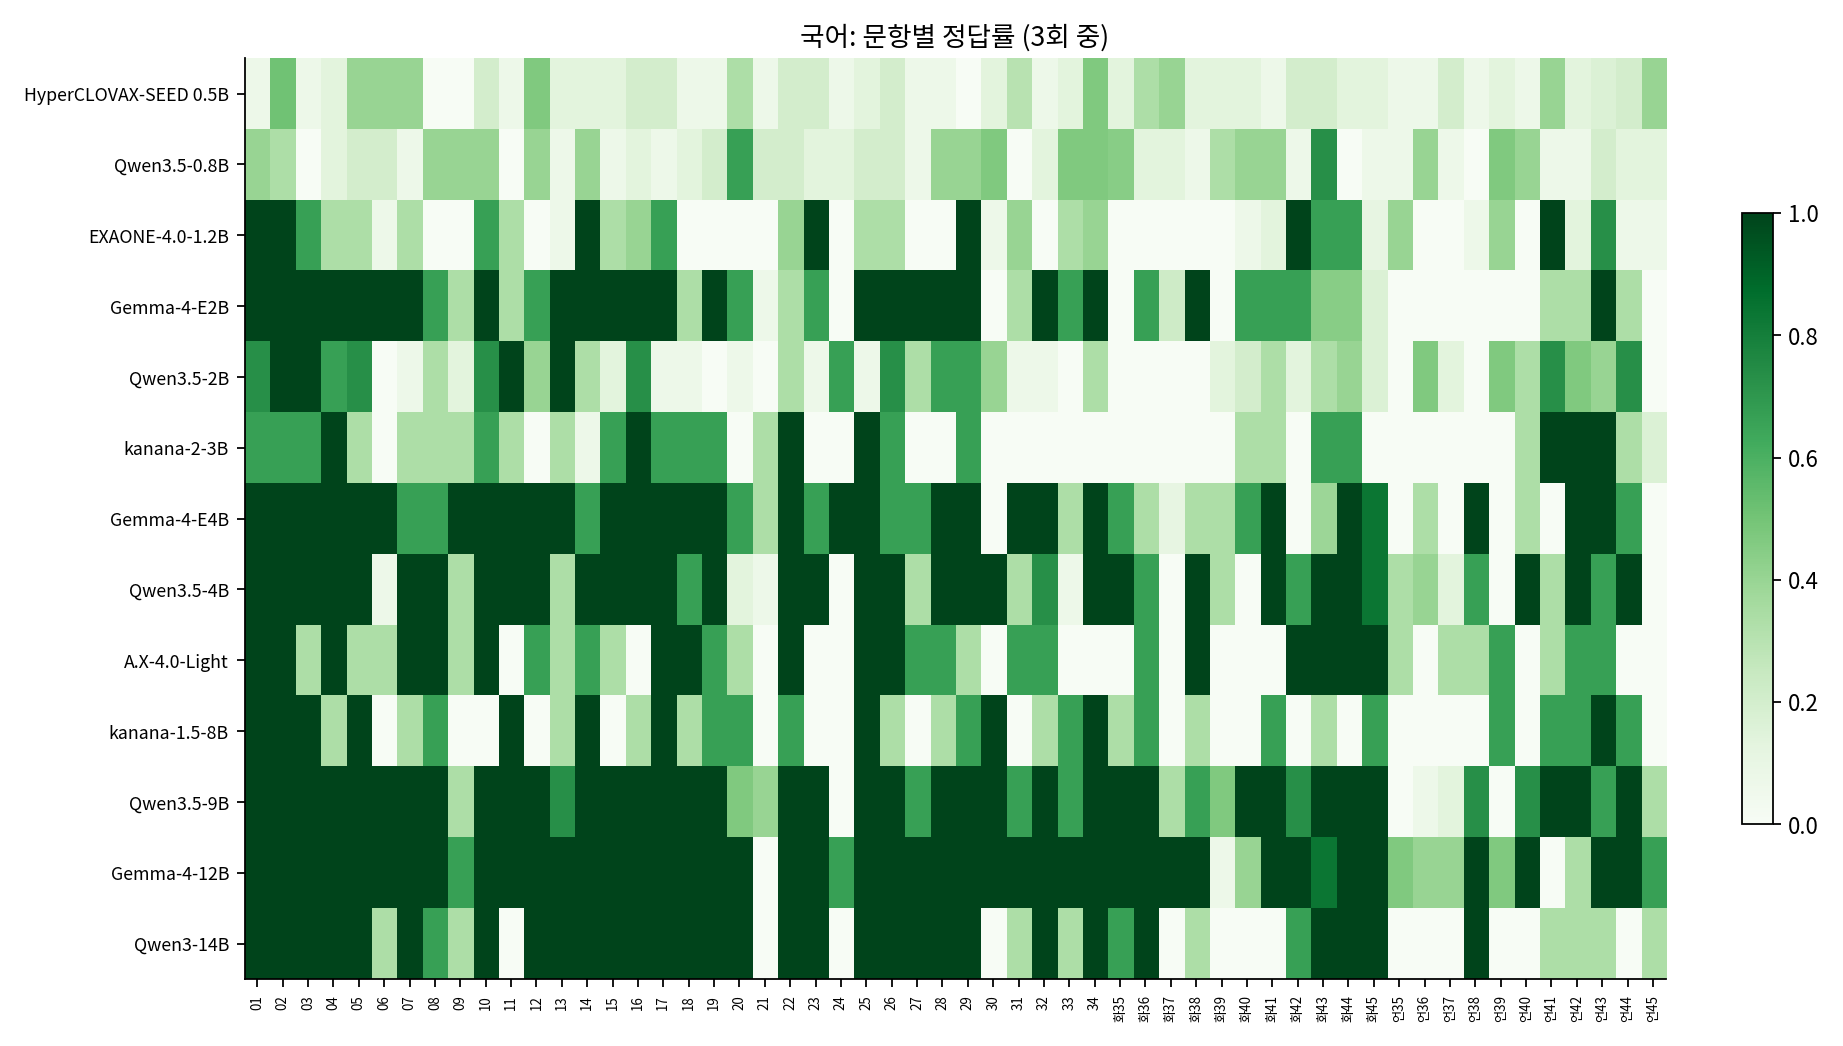 국어: 문항별 정답률 (3회 중)
HyperCLOVAX-SEED 0.5B
Qwen3.5-0.8B
EXAONE-4.0-1.2B
Gemma-4-E2B
Qwen3.5-2B
kanana-2-3B
Gemma-4-E4B
Qwen3.5-4B
A.X-4.0-Light
kanana-1.5-8B
Qwen3.5-9B
Gemma-4-12B
Qwen3-14B
01 02 03 04 05 06 07 08 09 10 11 12 13 14 15 16 17 18 19 20 21 22 23 24 25 26 27 28 29 30 31 32 33 34 화35 화36 화37 화38 화39 화40 화41 화42 화43 화44 화45 언35 언36 언37 언38 언39 언40 언41 언42 언43 언44 언45
1.0
0.8
0.6
0.4
0.2
0.0